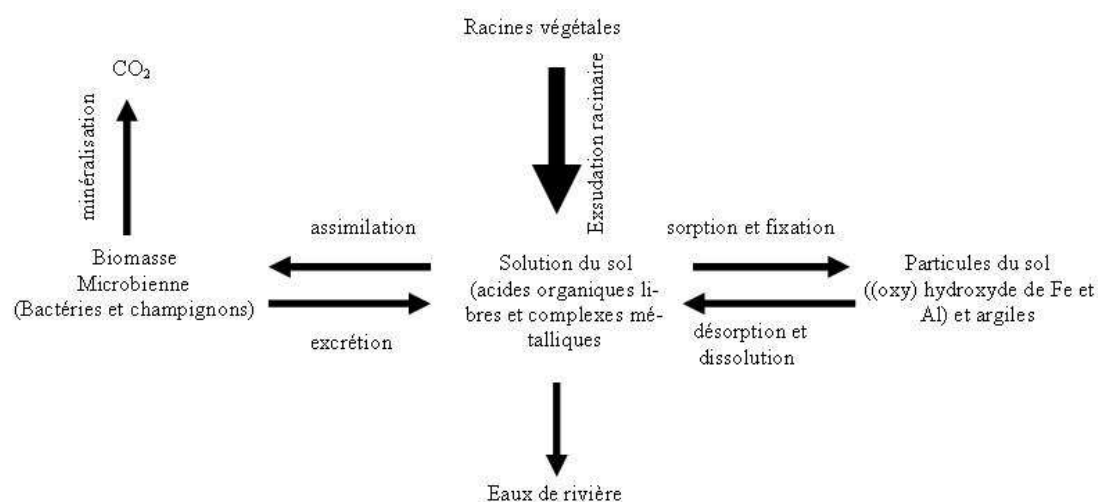 Racines végétales
CO₂
minéralisation
Exsudation racinaire
assimilation
sorption et fixation
Biomasse
Microbienne
(Bactéries et champignons)
Solution du sol
(acides organiques li-
bres et complexes mé-
talliques
Particules du sol
((oxy) hydroxyde de Fe et
Al) et argiles
excrétion
désorption et
dissolution
Eaux de rivière